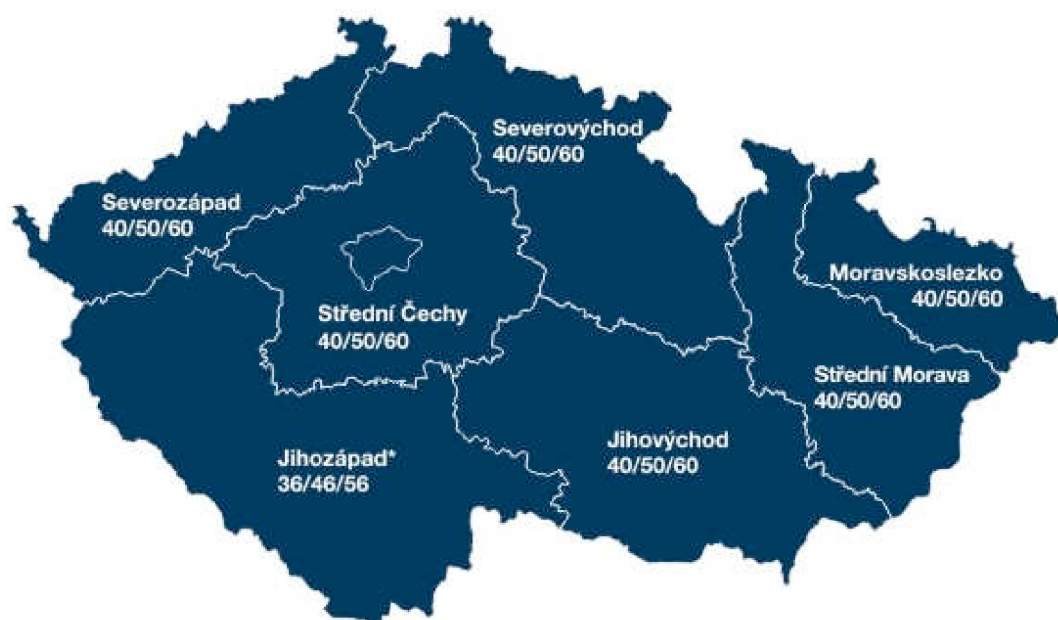 Severovýchod
40/50/60
Severozápad
40/50/60
Moravskoslezko
40/50/60
Střední Čechy
40/50/60
Střední Morava
40/50/60
Jihovýchod
40/50/60
Jihozápad*
36/46/56